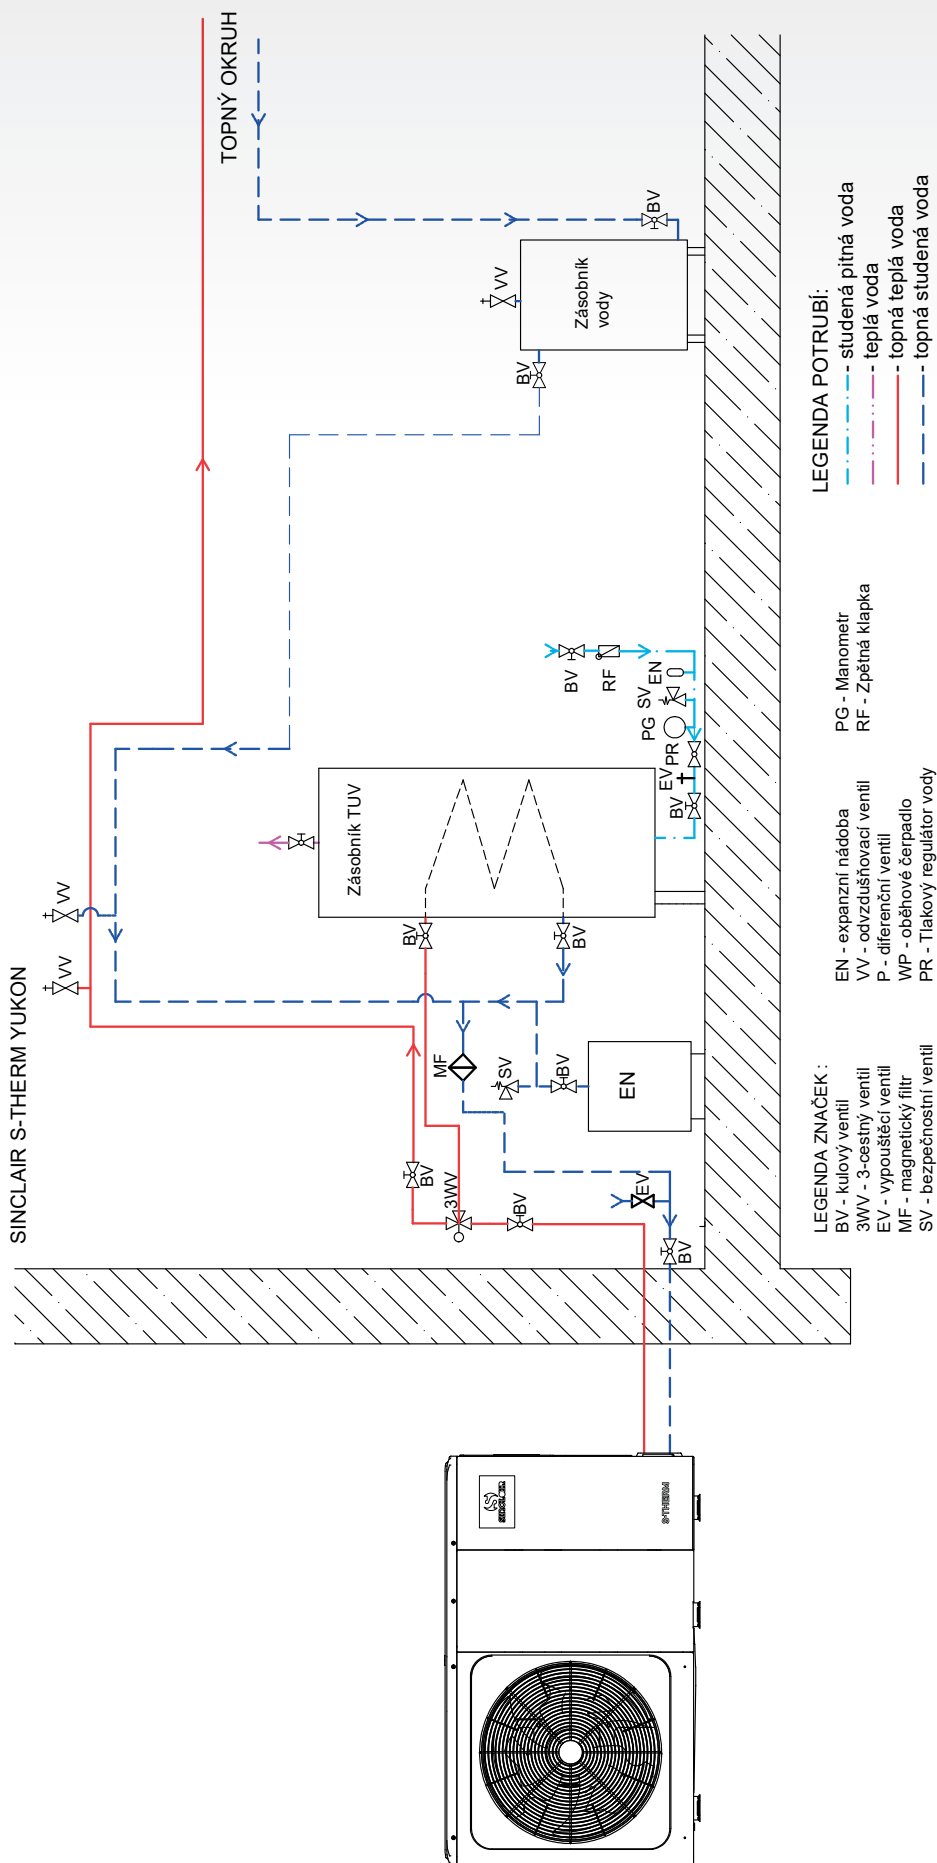 SINCLAIR S-THERM YUKON
TOPNÝ OKRUH
VV
VV
BV
3WV
BV
BV
MF
BV
BV
SV
BV
EN
EV
BV
Zásobník TUV
BV
EV
PR
PG
SV
EN
BV
RF
BV
VV
BV
Zásobník
vody
SINCLAIR
S-THERM
LEGENDA ZNAČEK:
BV - kulový ventil
3WV - 3-cestný ventil
EV - vypouštěcí ventil
MF - magnetický filtr
SV - bezpečnostní ventil
EN - expanzní nádoba
VV - odvzdušňovací ventil
P - diferenční ventil
WP - oběhové čerpadlo
PR - Tlakový regulátor vody
PG - Manometr
RF - Zpětná klapka
LEGENDA POTRUBÍ:
- studená pitná voda
- teplá voda
- topná teplá voda
- topná studená voda